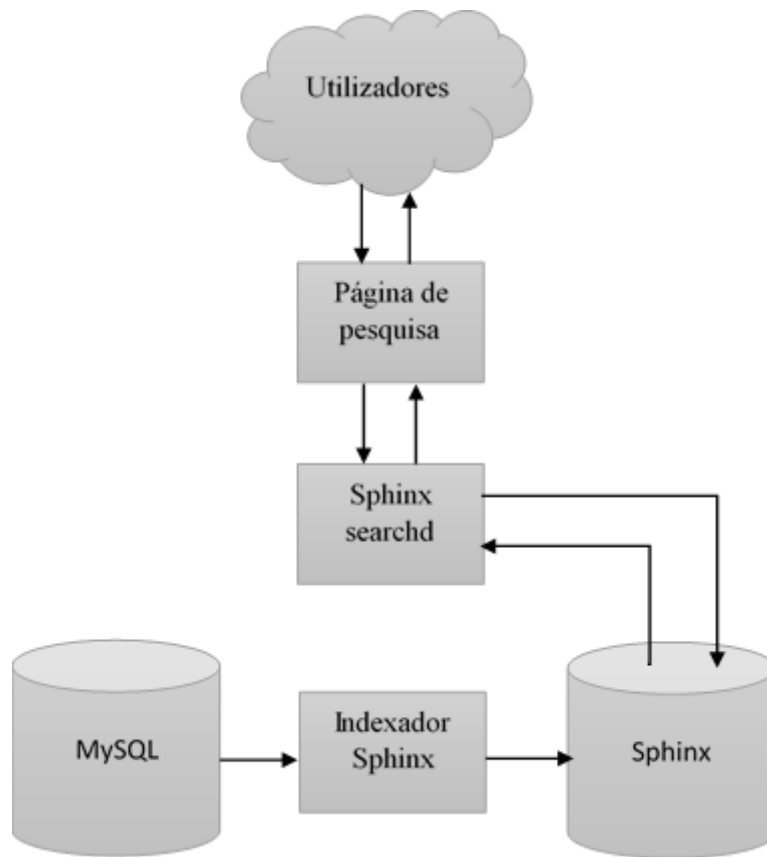 Utilizadores
Página de
pesquisa
Sphinx
searchd
MySQL
Indexador
Sphinx
Sphinx